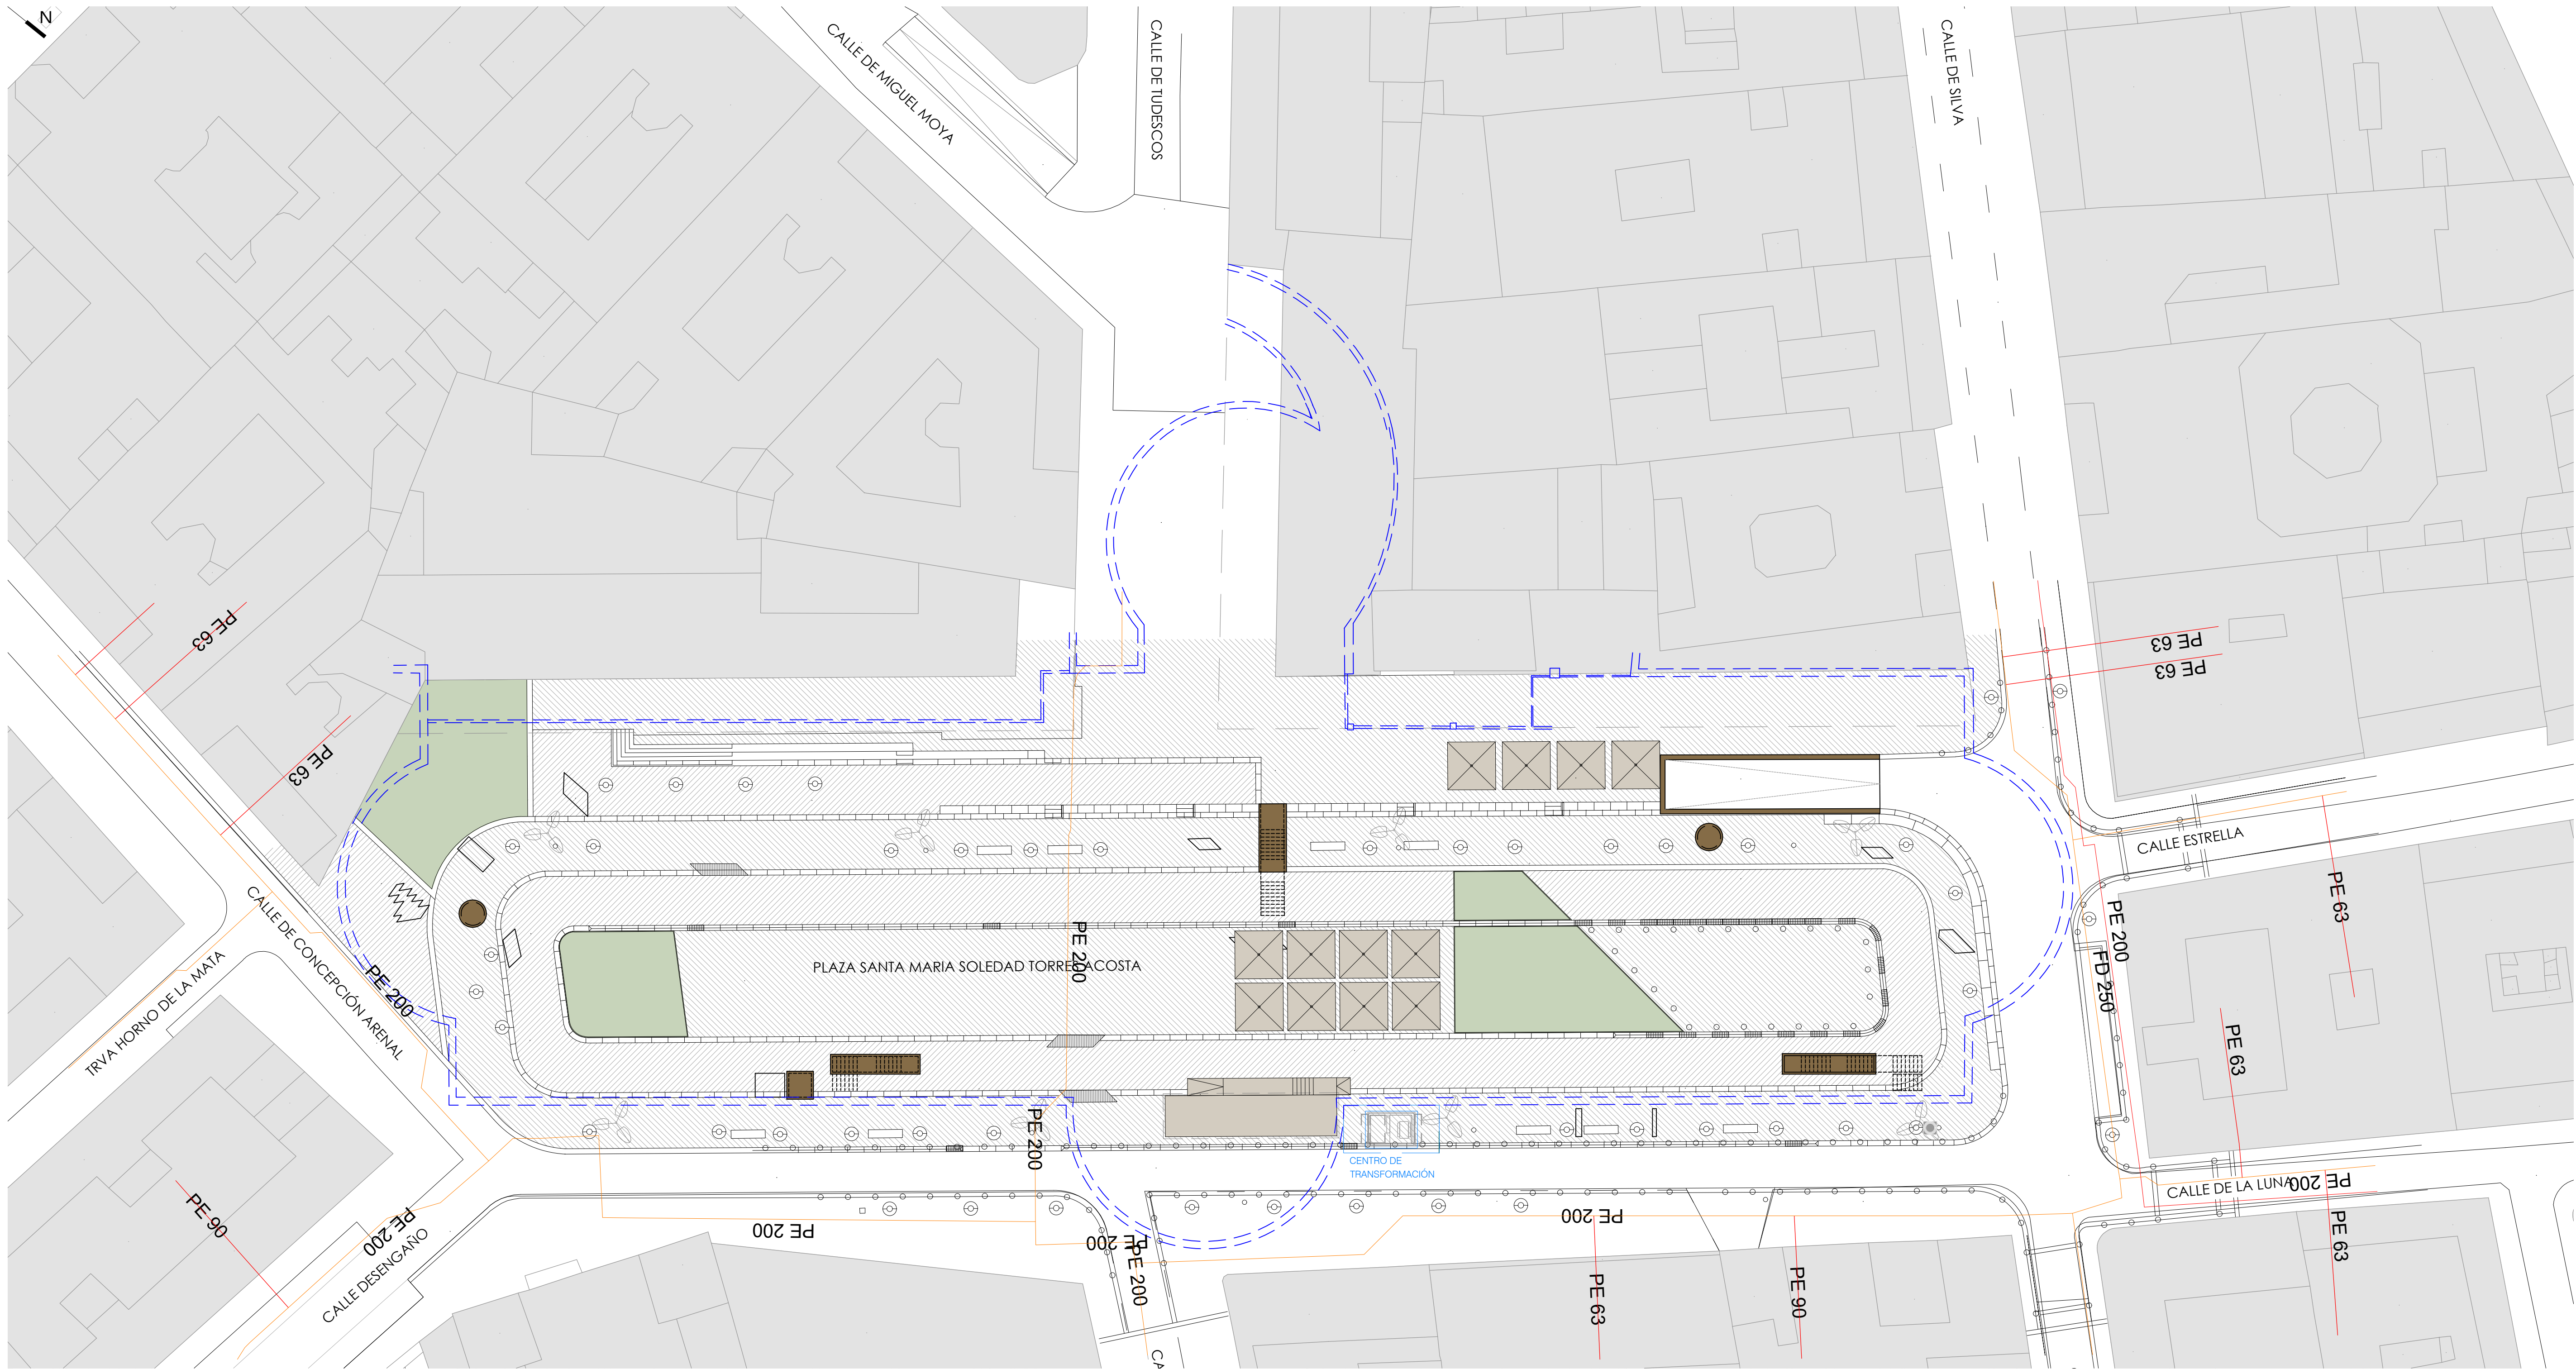 N
CALLE DE MIGUEL MOYA
CALLE DE TUDESCOS
CALLE DE SILVA
PE 63
PE 63
PE 63
PE 63
CALLE ESTRELLA
PE 63
PE 200
FD 250
PE 200
PLAZA SANTA MARIA SOLEDAD TORRES ACOSTA
CALLE DE CONCEPCIÓN ARENAL
PE 200
TRVA HORNO DE LA MATA
PE 63
PE 200
CENTRO DE
TRANSFORMACIÓN
CALLE DE LA LUNA
PE 200
PE 90
PE 200
CALLE DESENGAÑO
PE 200
PE 200
PE 200
PE 200
PE 63
PE 90
PE 63
CA